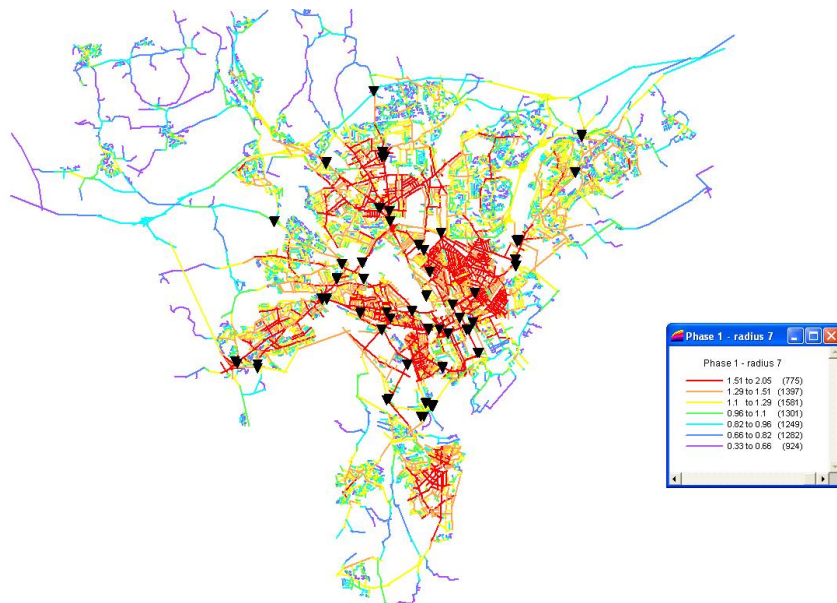 Phase 1 - radius 7
Phase 1 - radius 7
1.51 to 2.05 (775)
1.29 to 1.51 (1397)
1.1 to 1.29 (1581)
0.96 to 1.1 (1301)
0.82 to 0.96 (1249)
0.66 to 0.82 (1282)
0.33 to 0.66 (924)